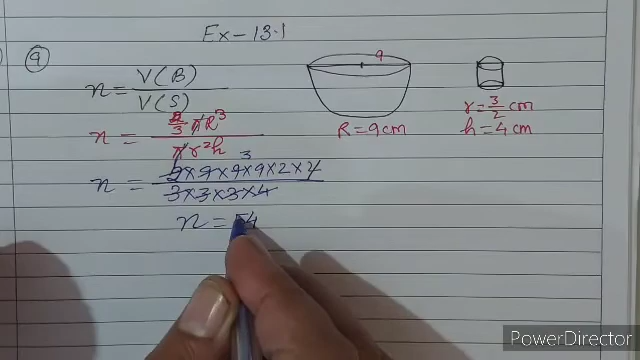 Ex-13.1
9
n = V(B) / V(S)
9
n = 2/3 πR³ / πr²h
R = 9cm
r = 3/2 cm
h = 4 cm
3
n = 2×9×9×9×2×2 / 3×3×3×4
n = 54
PowerDirector